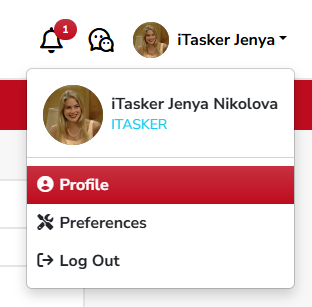 1
iTasker Jenya
iTasker Jenya Nikolova
ITASKER
Profile
Preferences
Log Out